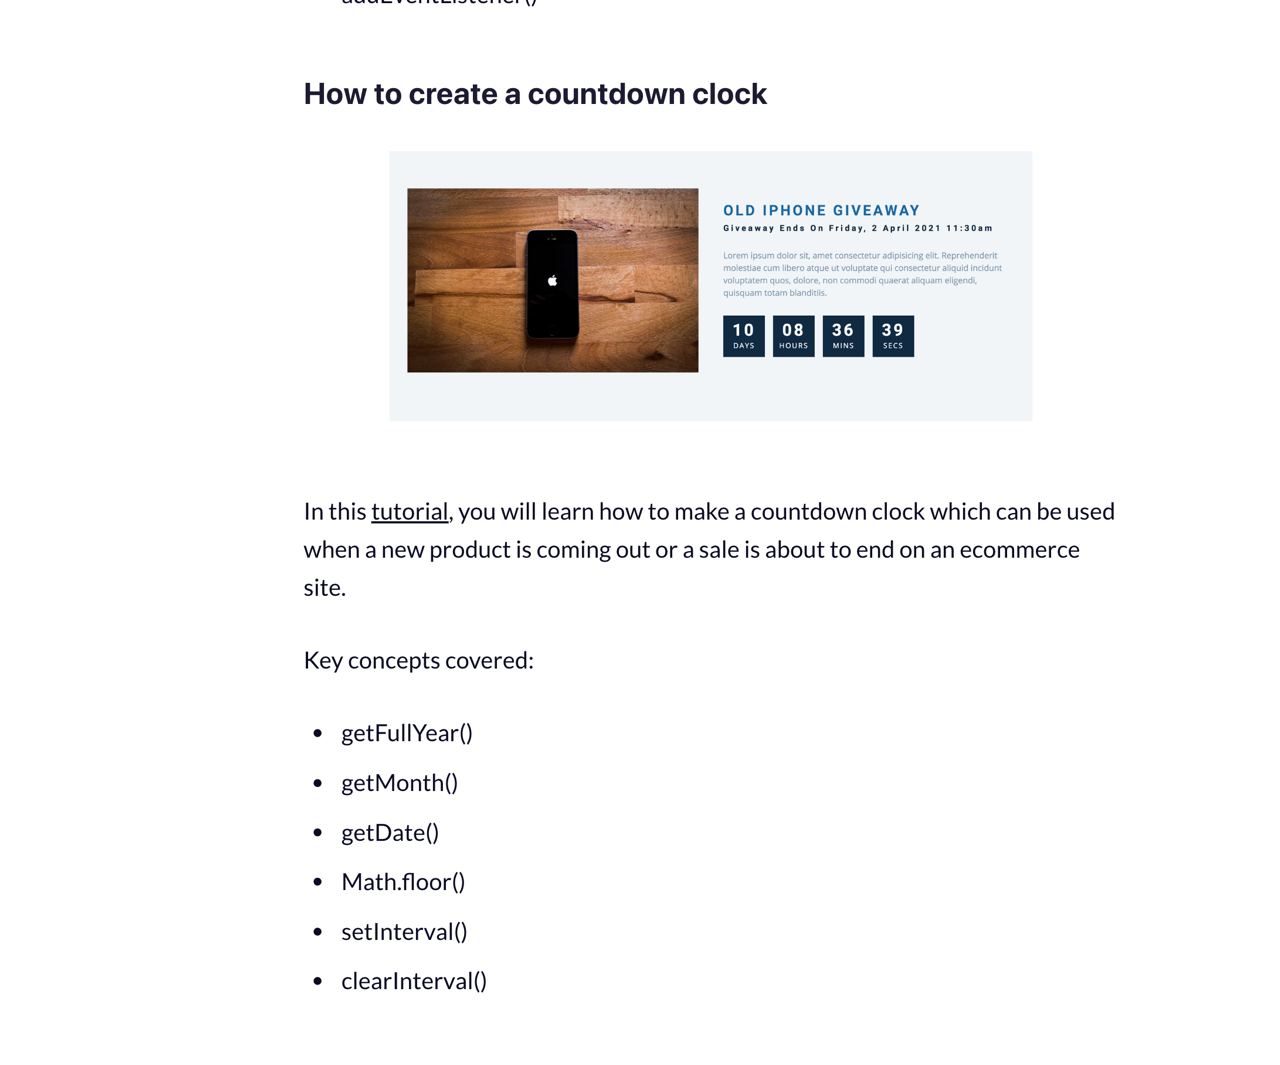 addEventListener()
How to create a countdown clock
OLD IPHONE GIVEAWAY
Giveaway Ends On Friday, 2 April 2021 11:30am
Lorem ipsum dolor sit, amet consectetur adipisicing elit. Reprehenderit
molestiae cum libero atque ut voluptate qui consectetur aliquid incidunt
voluptatem quos, dolore, non commodi quaerat aliquam eligendi,
quisquam totam blanditiis.
10 08 36 39
DAYS HOURS MINS SECS
In this tutorial, you will learn how to make a countdown clock which can be used
when a new product is coming out or a sale is about to end on an ecommerce
site.
Key concepts covered:
• getFullYear()
• getMonth()
• getDate()
• Math.floor()
• setInterval()
• clearInterval()